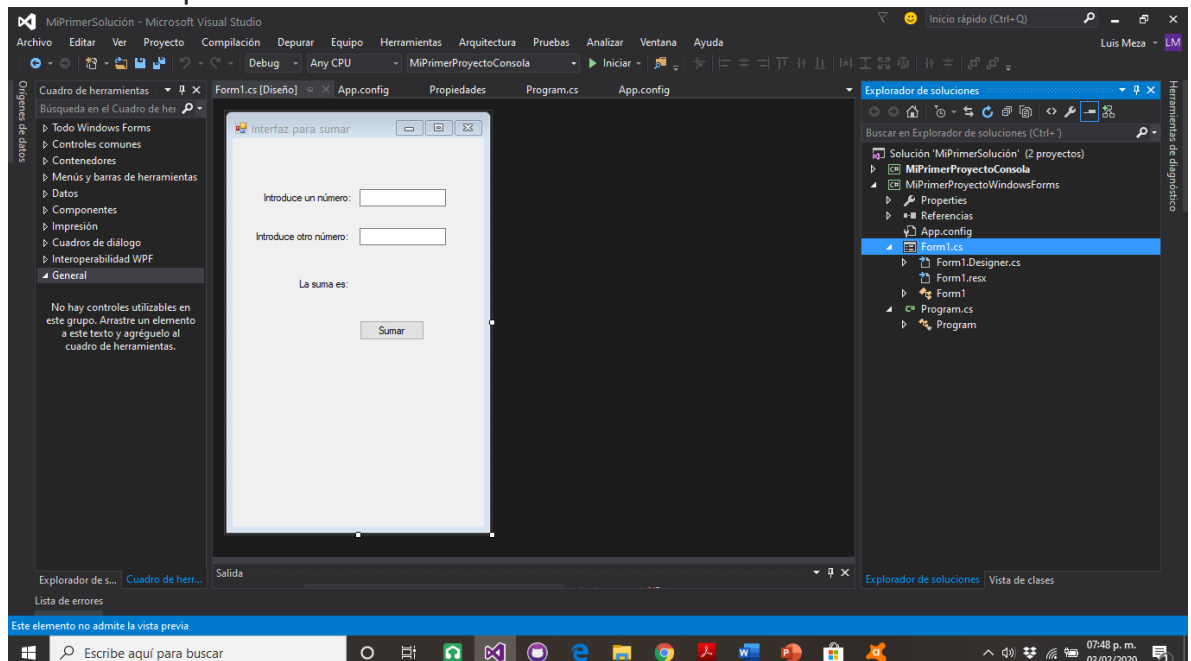 MiPrimerSolución - Microsoft Visual Studio
Inicio rápido (Ctrl+Q)
Archivo Editar Ver Proyecto Compilación Depurar Equipo Herramientas Arquitectura Pruebas Analizar Ventana Ayuda
Luis Meza LM
Debug Any CPU MiPrimerProyectoConsola Iniciar
Orígenes de datos
Cuadro de herramientas
Búsqueda en el Cuadro de her
Todo Windows Forms
Controles comunes
Contenedores
Menús y barras de herramientas
Datos
Componentes
Impresión
Cuadros de diálogo
Interoperabilidad WPF
General
No hay controles utilizables en
este grupo. Arrastre un elemento
a este texto y agréguelo al
cuadro de herramientas.
Explorador de s... Cuadro de herr...
Form1.cs [Diseño] App.config Propiedades Program.cs App.config
Interfaz para sumar
Introduce un número:
Introduce otro número:
La suma es:
Sumar
Salida
Explorador de soluciones
Buscar en Explorador de soluciones (Ctrl+´)
Solución 'MiPrimerSolución' (2 proyectos)
MiPrimerProyectoConsola
MiPrimerProyectoWindowsForms
Properties
Referencias
App.config
Form1.cs
Form1.Designer.cs
Form1.resx
Form1
Program.cs
Program
Explorador de soluciones Vista de clases
Herramientas de diagnóstico
Lista de errores
Este elemento no admite la vista previa
Escribe aquí para buscar
07:48 p. m.
03/02/2020